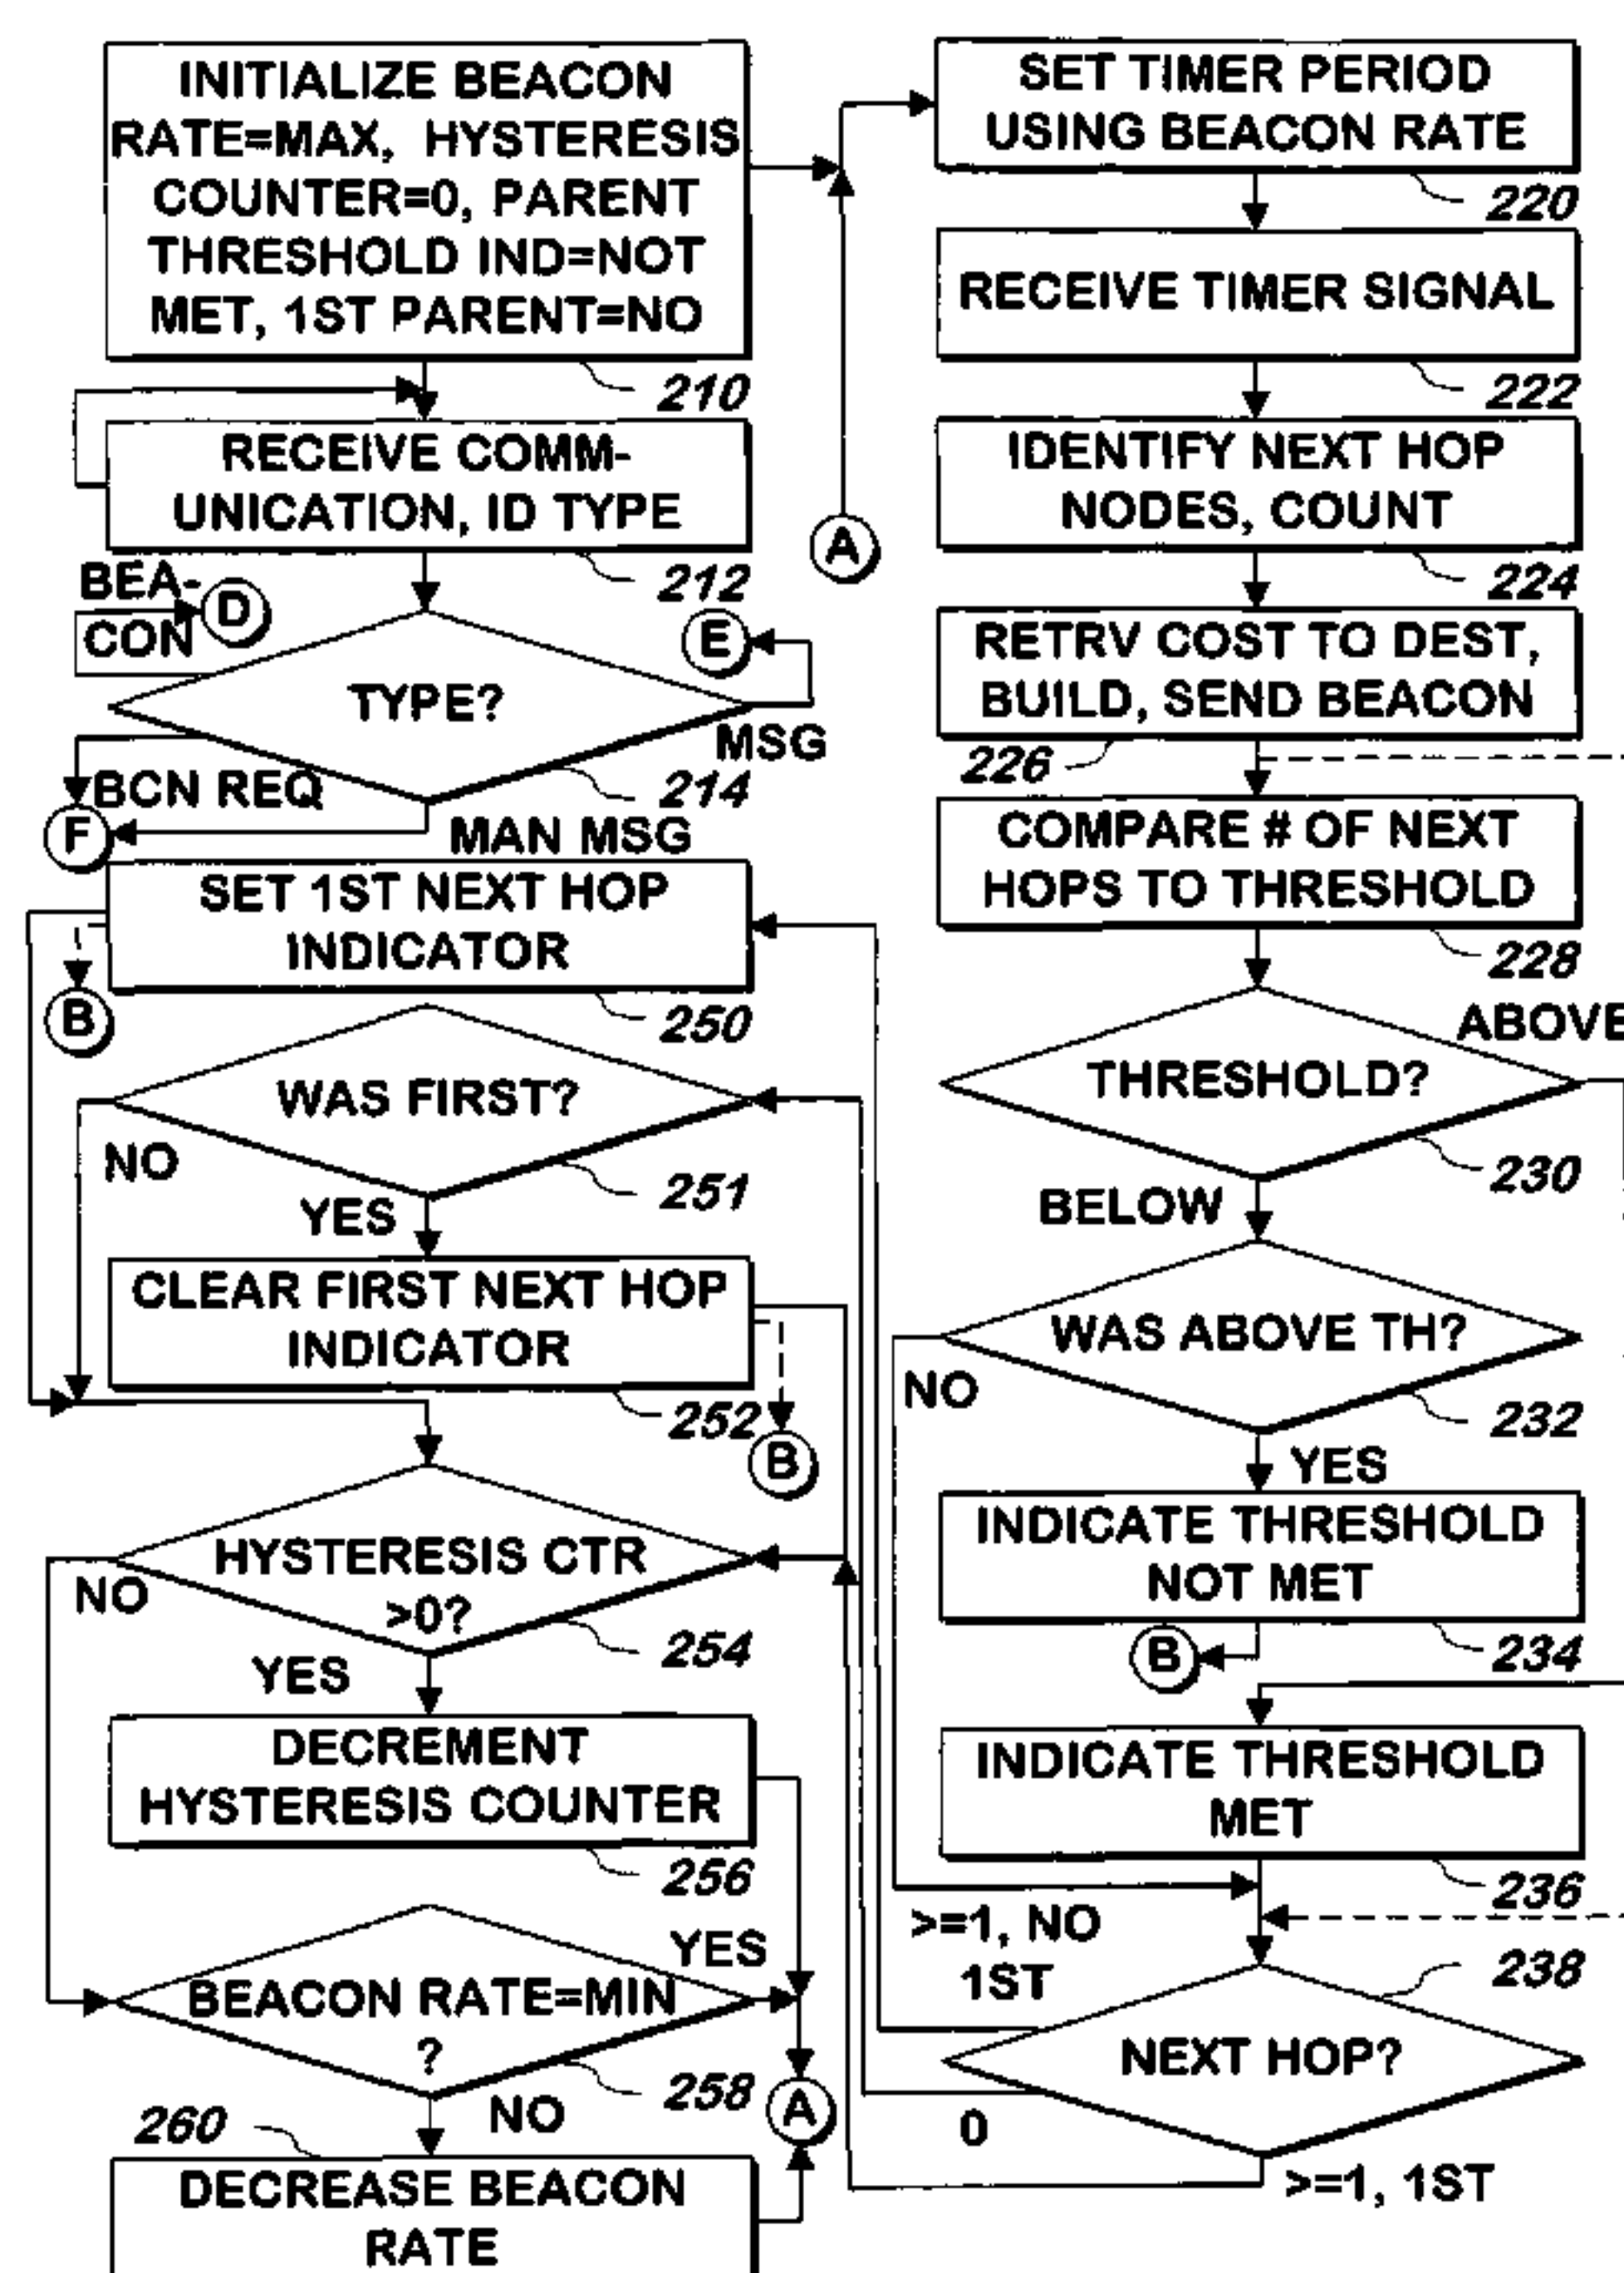 INITIALIZE BEACON
RATE=MAX, HYSTERESIS
COUNTER=0, PARENT
THRESHOLD IND=NOT
MET, 1ST PARENT=NO
210
RECEIVE COMM-
UNICATION, ID TYPE
212
BEA-
CON
D
E
TYPE?
MSG
214
BCN REQ
F
MAN MSG
SET 1ST NEXT HOP
INDICATOR
B
250
WAS FIRST?
NO
251
YES
CLEAR FIRST NEXT HOP
INDICATOR
252
B
HYSTERESIS CTR
>0?
NO
254
YES
DECREMENT
HYSTERESIS COUNTER
256
YES
BEACON RATE=MIN
?
258
A
NO
260
DECREASE BEACON
RATE
A
SET TIMER PERIOD
USING BEACON RATE
220
RECEIVE TIMER SIGNAL
222
IDENTIFY NEXT HOP
NODES, COUNT
224
RETRV COST TO DEST,
BUILD, SEND BEACON
226
COMPARE # OF NEXT
HOPS TO THRESHOLD
228
ABOVE
THRESHOLD?
230
BELOW
WAS ABOVE TH?
NO
232
YES
INDICATE THRESHOLD
NOT MET
B
234
INDICATE THRESHOLD
MET
236
>=1, NO
1ST
238
NEXT HOP?
0
>=1, 1ST